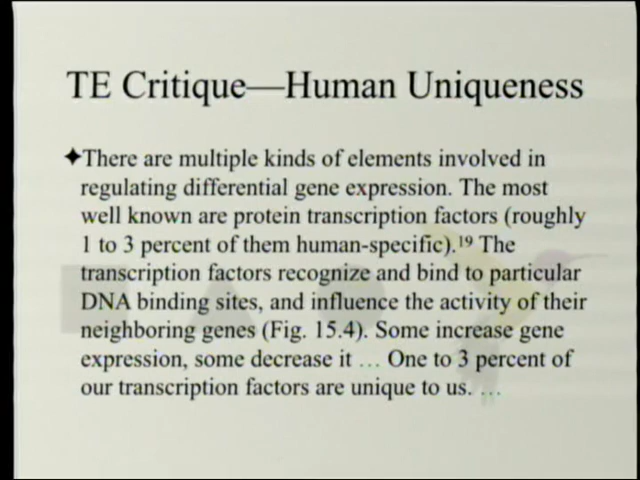 TE Critique—Human Uniqueness
✦There are multiple kinds of elements involved in
regulating differential gene expression. The most
well known are protein transcription factors (roughly
1 to 3 percent of them human-specific).¹⁹ The
transcription factors recognize and bind to particular
DNA binding sites, and influence the activity of their
neighboring genes (Fig. 15.4). Some increase gene
expression, some decrease it … One to 3 percent of
our transcription factors are unique to us. …